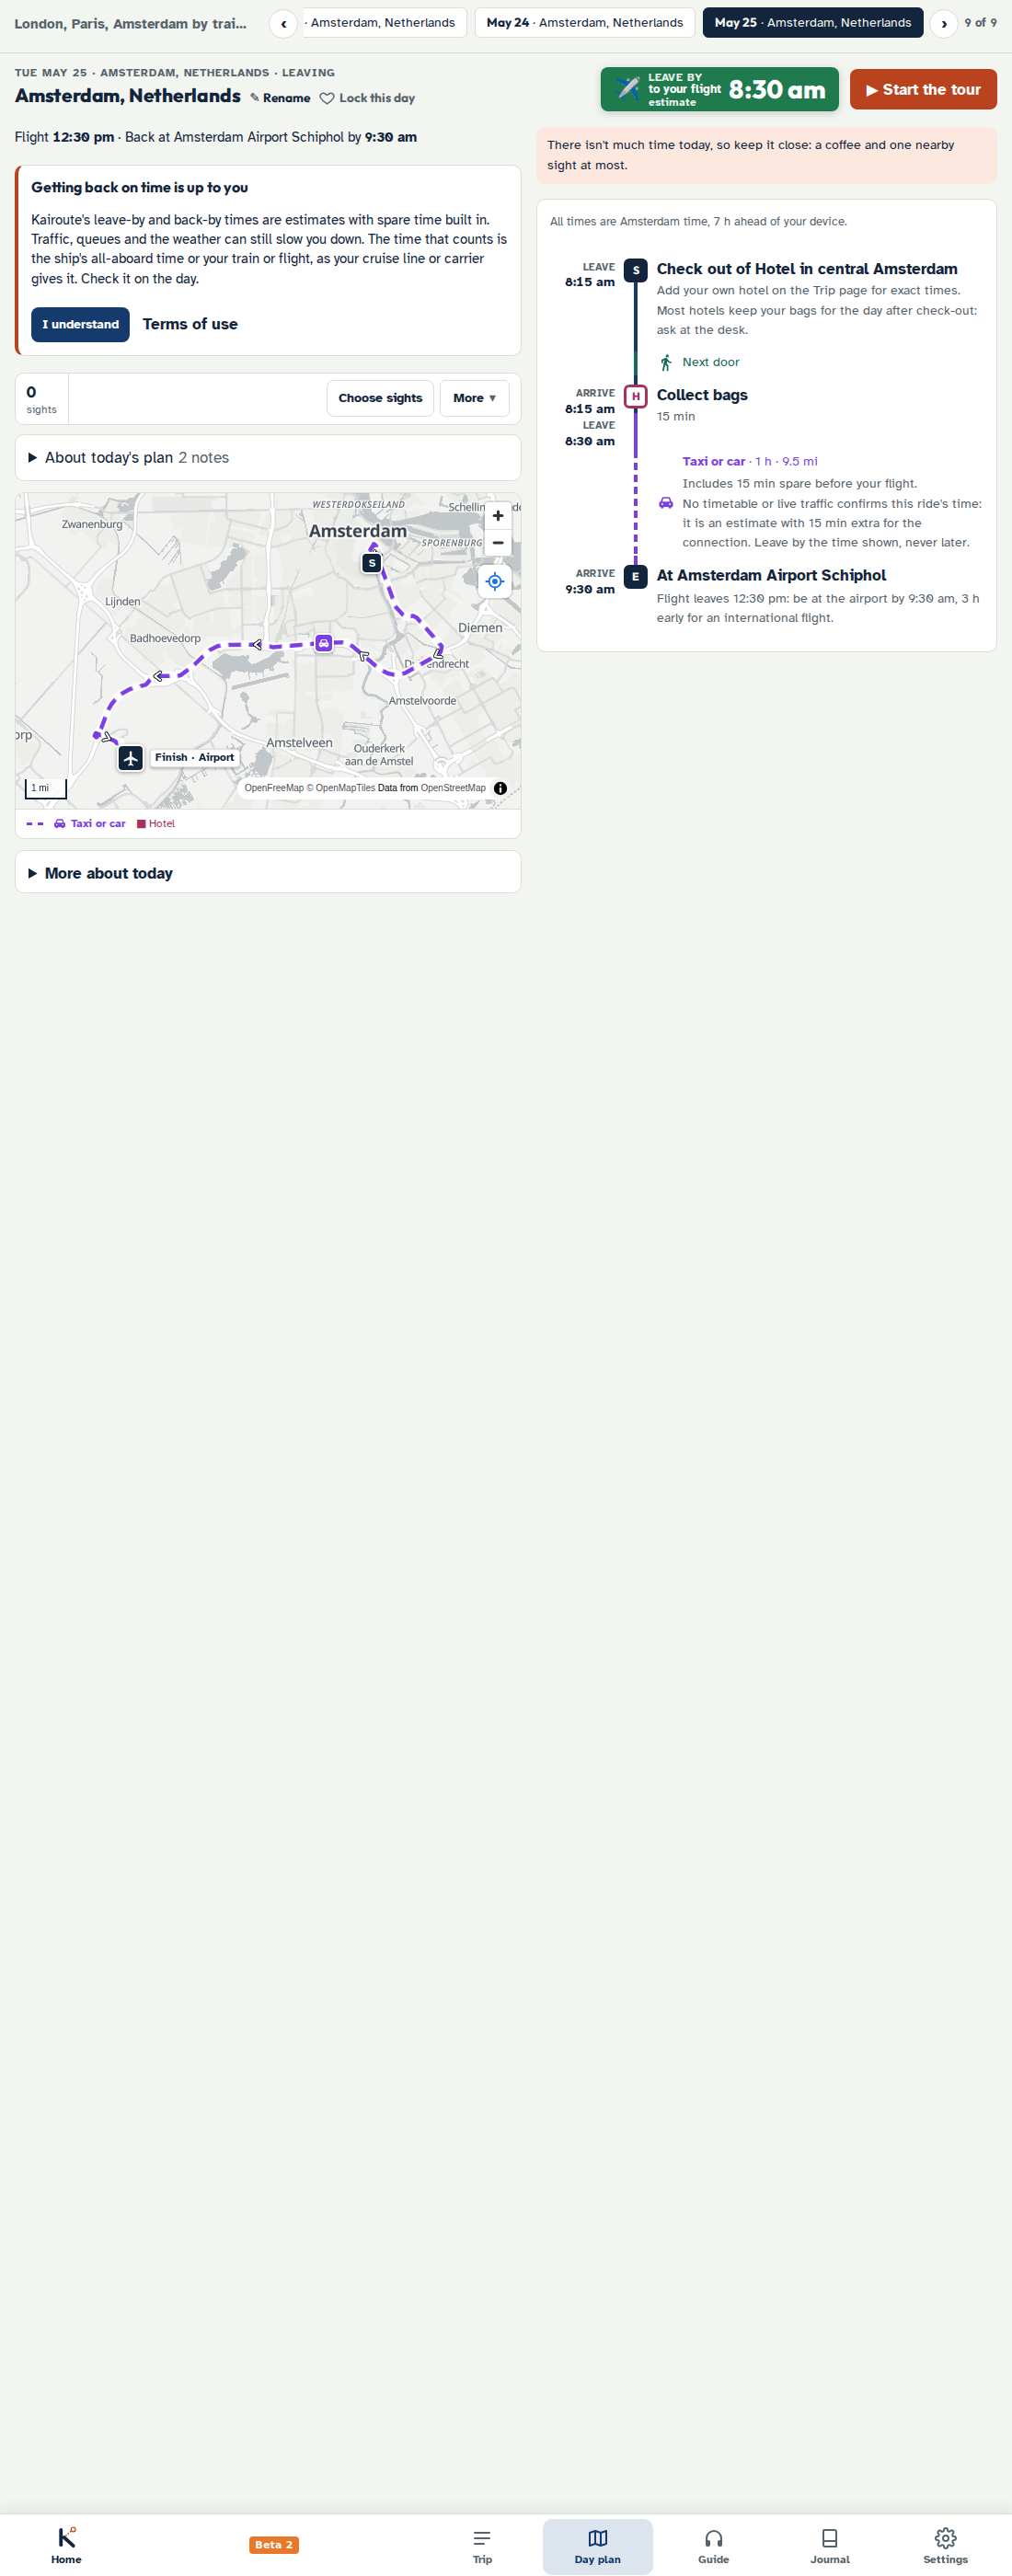 London, Paris, Amsterdam by trai...
‹
· Amsterdam, Netherlands
May 24 · Amsterdam, Netherlands
May 25 · Amsterdam, Netherlands
›
9 of 9
TUE MAY 25 · AMSTERDAM, NETHERLANDS · LEAVING
Amsterdam, Netherlands
✎ Rename
Lock this day
LEAVE BY
to your flight
estimate
8:30 am
▶ Start the tour
Flight 12:30 pm · Back at Amsterdam Airport Schiphol by 9:30 am
Getting back on time is up to you
Kairoute's leave-by and back-by times are estimates with spare time built in.
Traffic, queues and the weather can still slow you down. The time that counts is
the ship's all-aboard time or your train or flight, as your cruise line or carrier
gives it. Check it on the day.
I understand
Terms of use
0
sights
Choose sights
More ▼
▶ About today's plan 2 notes
WESTERDOKSEILAND
Zwanenburg
Amsterdam
SPORENBURG
S
Lijnden
Badhoevedorp
Diemen
Amstelvoorde
Amstelveen
Ouderkerk
aan de Amstel
Finish · Airport
1 mi
OpenFreeMap © OpenMapTiles Data from OpenStreetMap
Taxi or car
Hotel
▶ More about today
There isn't much time today, so keep it close: a coffee and one nearby
sight at most.
All times are Amsterdam time, 7 h ahead of your device.
LEAVE
8:15 am
S
Check out of Hotel in central Amsterdam
Add your own hotel on the Trip page for exact times.
Most hotels keep your bags for the day after check-out:
ask at the desk.
Next door
ARRIVE
8:15 am
LEAVE
8:30 am
H
Collect bags
15 min
Taxi or car · 1 h · 9.5 mi
Includes 15 min spare before your flight.
No timetable or live traffic confirms this ride's time:
it is an estimate with 15 min extra for the
connection. Leave by the time shown, never later.
ARRIVE
9:30 am
E
At Amsterdam Airport Schiphol
Flight leaves 12:30 pm: be at the airport by 9:30 am, 3 h
early for an international flight.
Home
Beta 2
Trip
Day plan
Guide
Journal
Settings